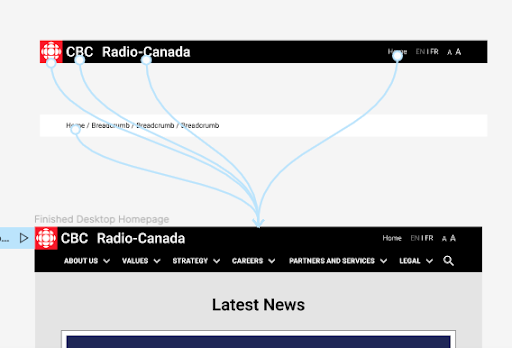 CBC Radio-Canada Home EN I FR A A
Home / Breadcrumb / Breadcrumb / Breadcrumb
Finished Desktop Homepage
CBC Radio-Canada Home EN I FR A A
ABOUT US VALUES STRATEGY CAREERS PARTNERS AND SERVICES LEGAL
Latest News